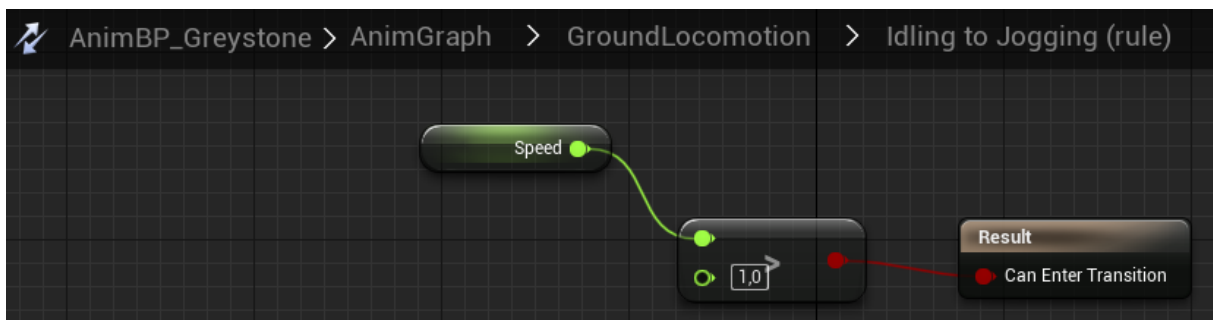 AnimBP_Greystone > AnimGraph > GroundLocomotion > Idling to Jogging (rule)
Speed
1,0 >
Result
Can Enter Transition